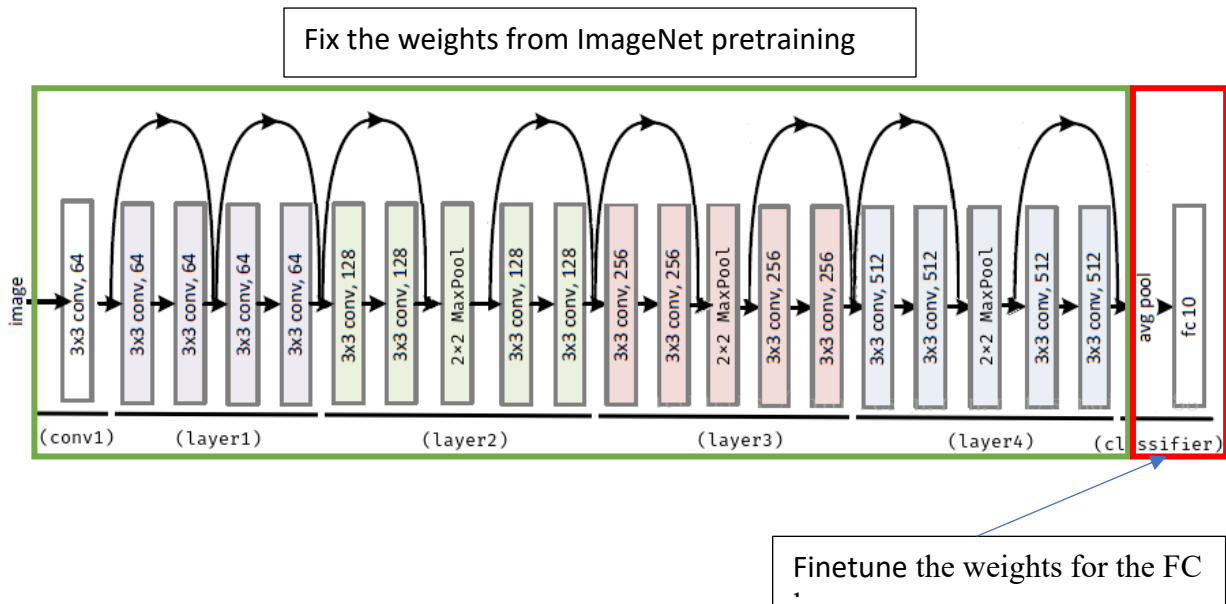 Fix the weights from ImageNet pretraining
image
3x3 conv, 64
3x3 conv, 64
3x3 conv, 64
3x3 conv, 64
3x3 conv, 64
3x3 conv, 128
3x3 conv, 128
2×2 MaxPool
3x3 conv, 128
3x3 conv, 128
3x3 conv, 256
3x3 conv, 256
2×2 MaxPool
3x3 conv, 256
3x3 conv, 256
3x3 conv, 512
3x3 conv, 512
2×2 MaxPool
3x3 conv, 512
3x3 conv, 512
avg pool
fc 10
(conv1)
(layer1)
(layer2)
(layer3)
(layer4)
(classifier)
Finetune the weights for the FC